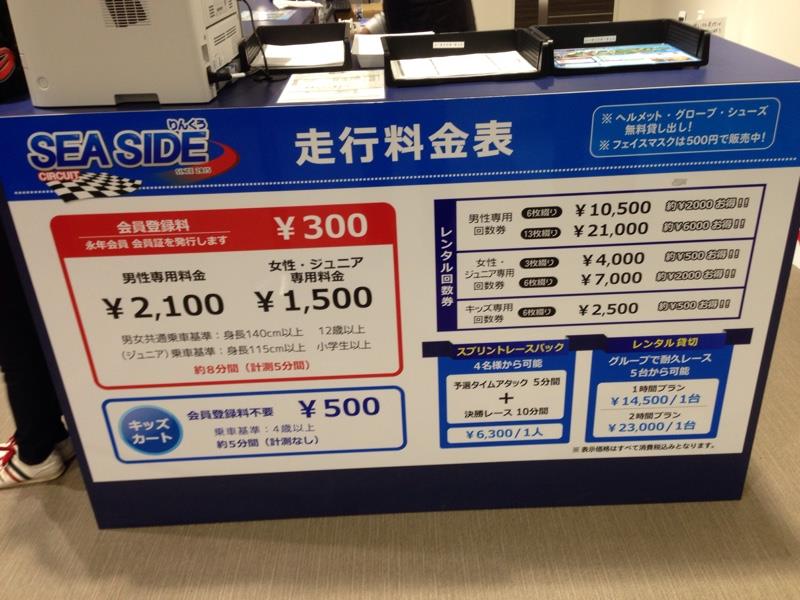 りんくう
SEA SIDE
CIRCUIT
SINCE 2015
走行料金表
※ ヘルメット・グローブ・シューズ
無料貸し出し!
※ フェイスマスクは500円で販売中!
会員登録料
永年会員 会員証を発行します
¥300
男性専用料金
¥2,100
女性・ジュニア
専用料金
¥1,500
男女共通乗車基準:身長140cm以上 12歳以上
(ジュニア)乗車基準:身長115cm以上 小学生以上
約8分間(計測5分間)
キッズ
カート
会員登録料不要 ¥500
乗車基準:4歳以上
約5分間(計測なし)
レンタル回数券
男性専用
回数券
6枚綴り ¥10,500 約¥2000お得!!
13枚綴り ¥21,000 約¥6000お得!!
女性・
ジュニア専用
回数券
3枚綴り ¥4,000 約¥500お得!!
6枚綴り ¥7,000 約¥2000お得!!
キッズ専用
回数券
6枚綴り ¥2,500 約¥500お得!!
スプリントレースパック
4名様から可能
予選タイムアタック 5分間
+
決勝レース 10分間
¥6,300/1人
レンタル 貸切
グループで耐久レース
5台から可能
1時間プラン
¥14,500/1台
2時間プラン
¥23,000/1台
※ 表示価格はすべて消費税込みとなります。